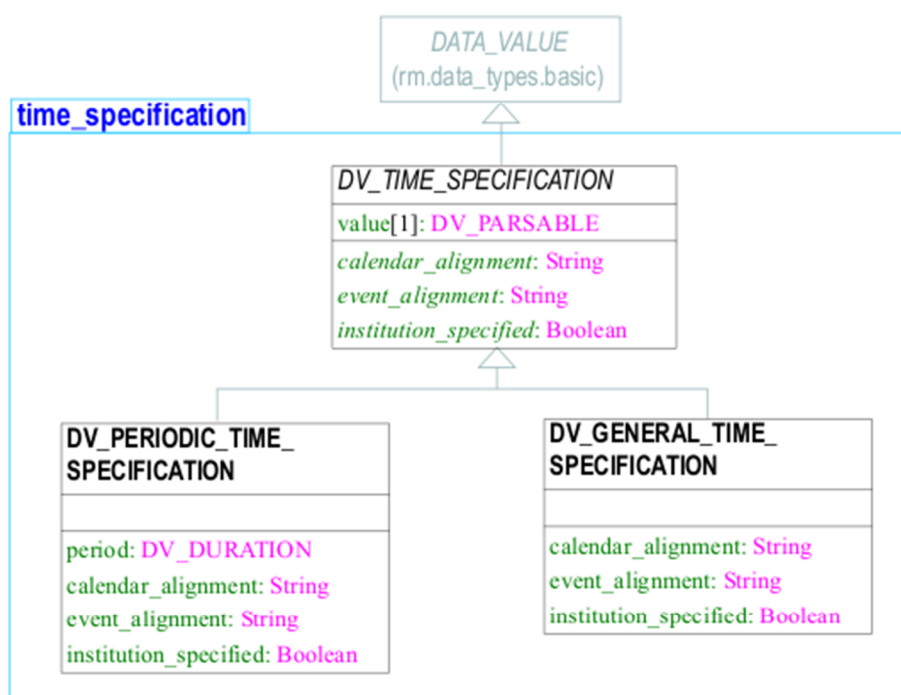 DATA_VALUE
(rm.data_types.basic)
time_specification
DV_TIME_SPECIFICATION
value[1]: DV_PARSABLE
calendar_alignment: String
event_alignment: String
institution_specified: Boolean
DV_PERIODIC_TIME_
SPECIFICATION
period: DV_DURATION
calendar_alignment: String
event_alignment: String
institution_specified: Boolean
DV_GENERAL_TIME_
SPECIFICATION
calendar_alignment: String
event_alignment: String
institution_specified: Boolean